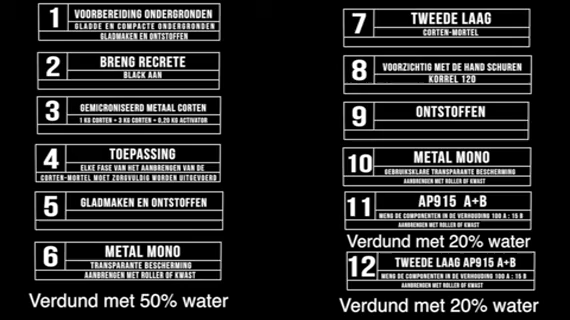 1 VOORBEREIDING ONDERGRONDEN
GLADDE EN COMPACTE ONDERGRONDEN
GLADMAKEN EN ONTSTOFFEN
2 BRENG RECRETE
BLACK AAN
3 GEMICRONISEERD METAAL CORTEN
1 KG CORTEN + 3 KG CORTEN + 0,20 KG ACTIVATOR
4 TOEPASSING
ELKE FASE VAN HET AANBRENGEN VAN DE
CORTEN-MORTEL MOET ZORGVULDIG WORDEN UITGEVOERD
5 GLADMAKEN EN ONTSTOFFEN
6 METAL MONO
TRANSPARANTE BESCHERMING
AANBRENGEN MET ROLLER OF KWAST
Verdund met 50% water
7 TWEEDE LAAG
CORTEN-MORTEL
8 VOORZICHTIG MET DE HAND SCHUREN
KORREL 120
9 ONTSTOFFEN
10 METAL MONO
GEBRUIKSKLARE TRANSPARANTE BESCHERMING
AANBRENGEN MET ROLLER OF KWAST
11 AP915 A+B
MENG DE COMPONENTEN IN DE VERHOUDING 100 A : 15 B
AANBRENGEN MET ROLLER OF KWAST
Verdund met 20% water
12 TWEEDE LAAG AP915 A+B
MENG DE COMPONENTEN IN DE VERHOUDING 100 A : 15 B
AANBRENGEN MET ROLLER OF KWAST
Verdund met 20% water